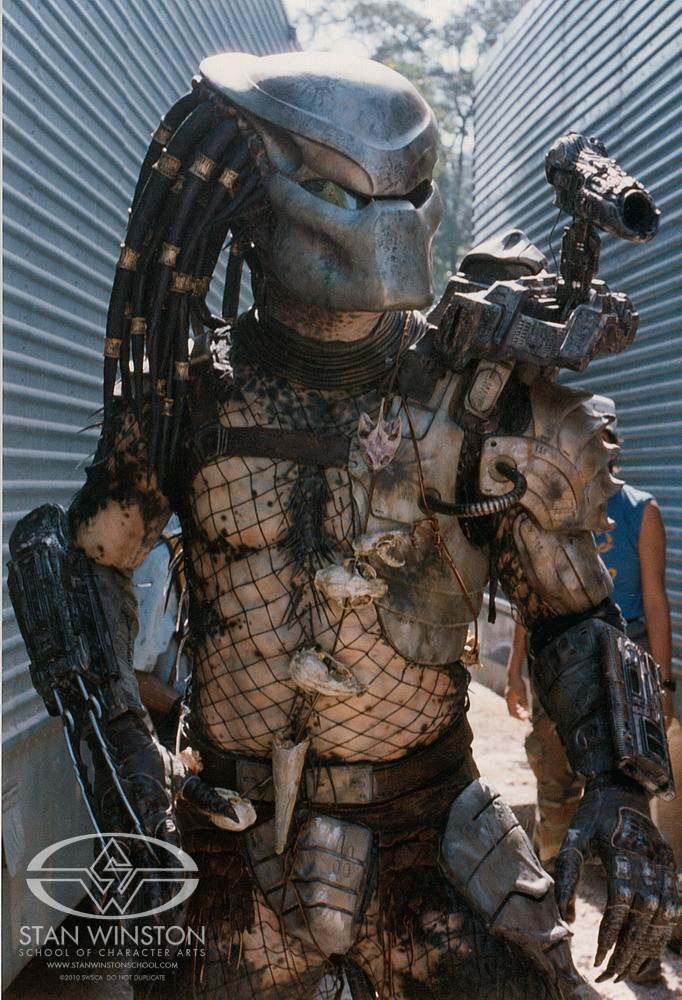 STAN WINSTON
SCHOOL OF CHARACTER ARTS
WWW.STANWINSTONSCHOOL.COM
©2010 SWSCA DO NOT DUPLICATE